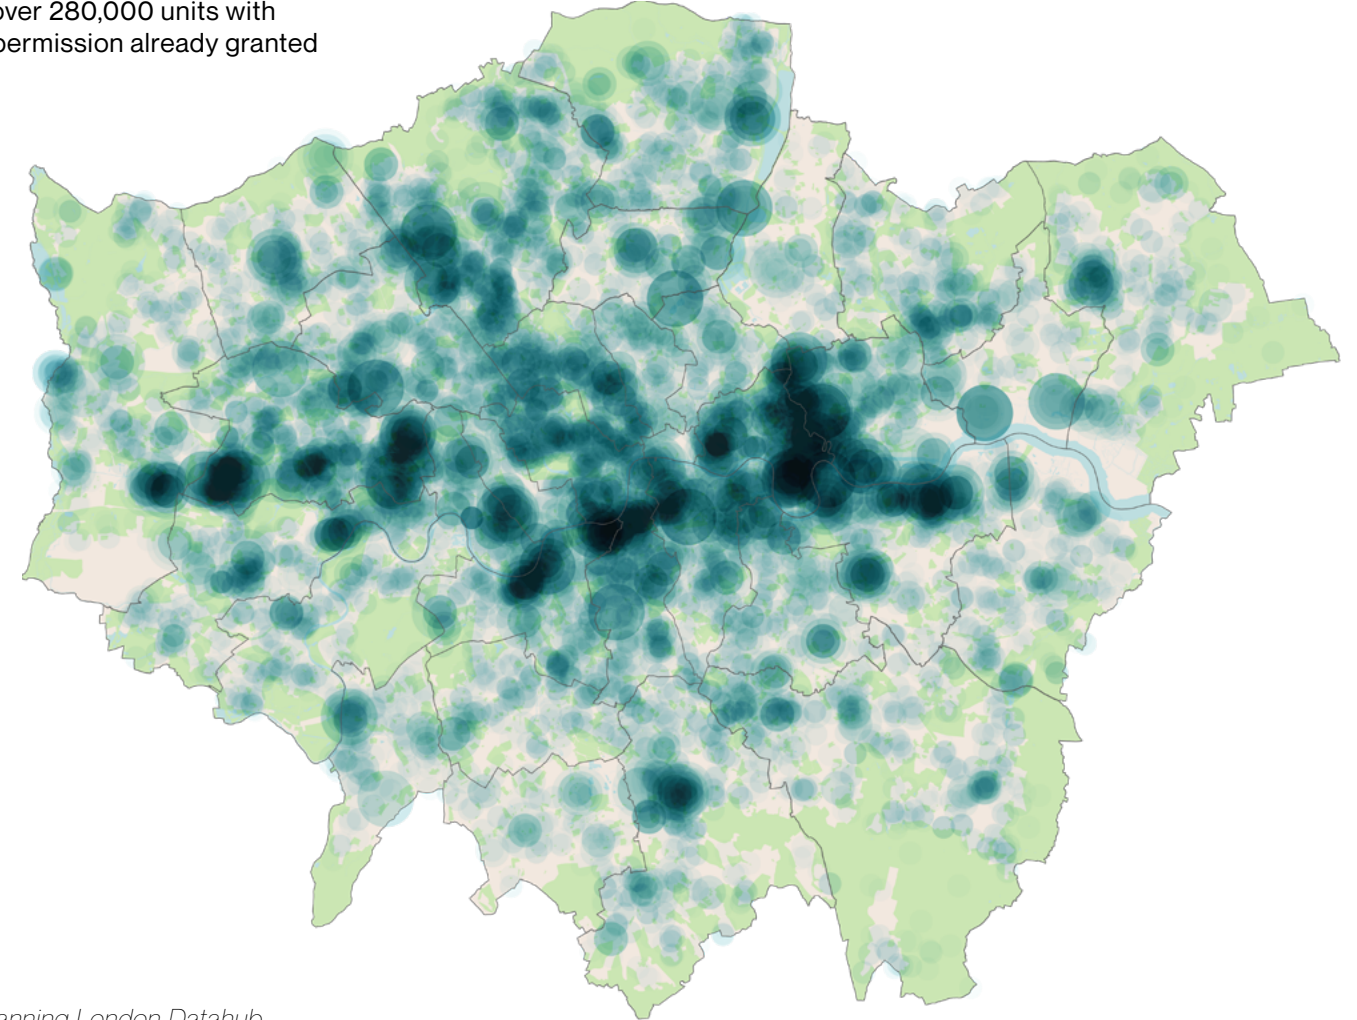 over 280,000 units with
permission already granted
anning London Datahub